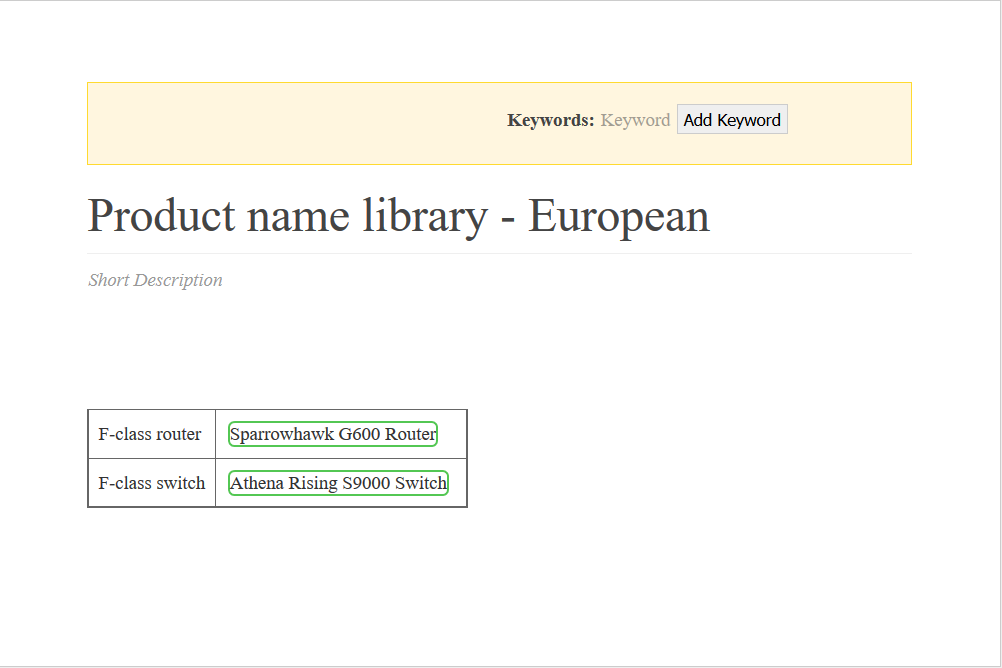 Keywords: Keyword Add Keyword
Product name library - European
Short Description
F-class router Sparrowhawk G600 Router
F-class switch Athena Rising S9000 Switch